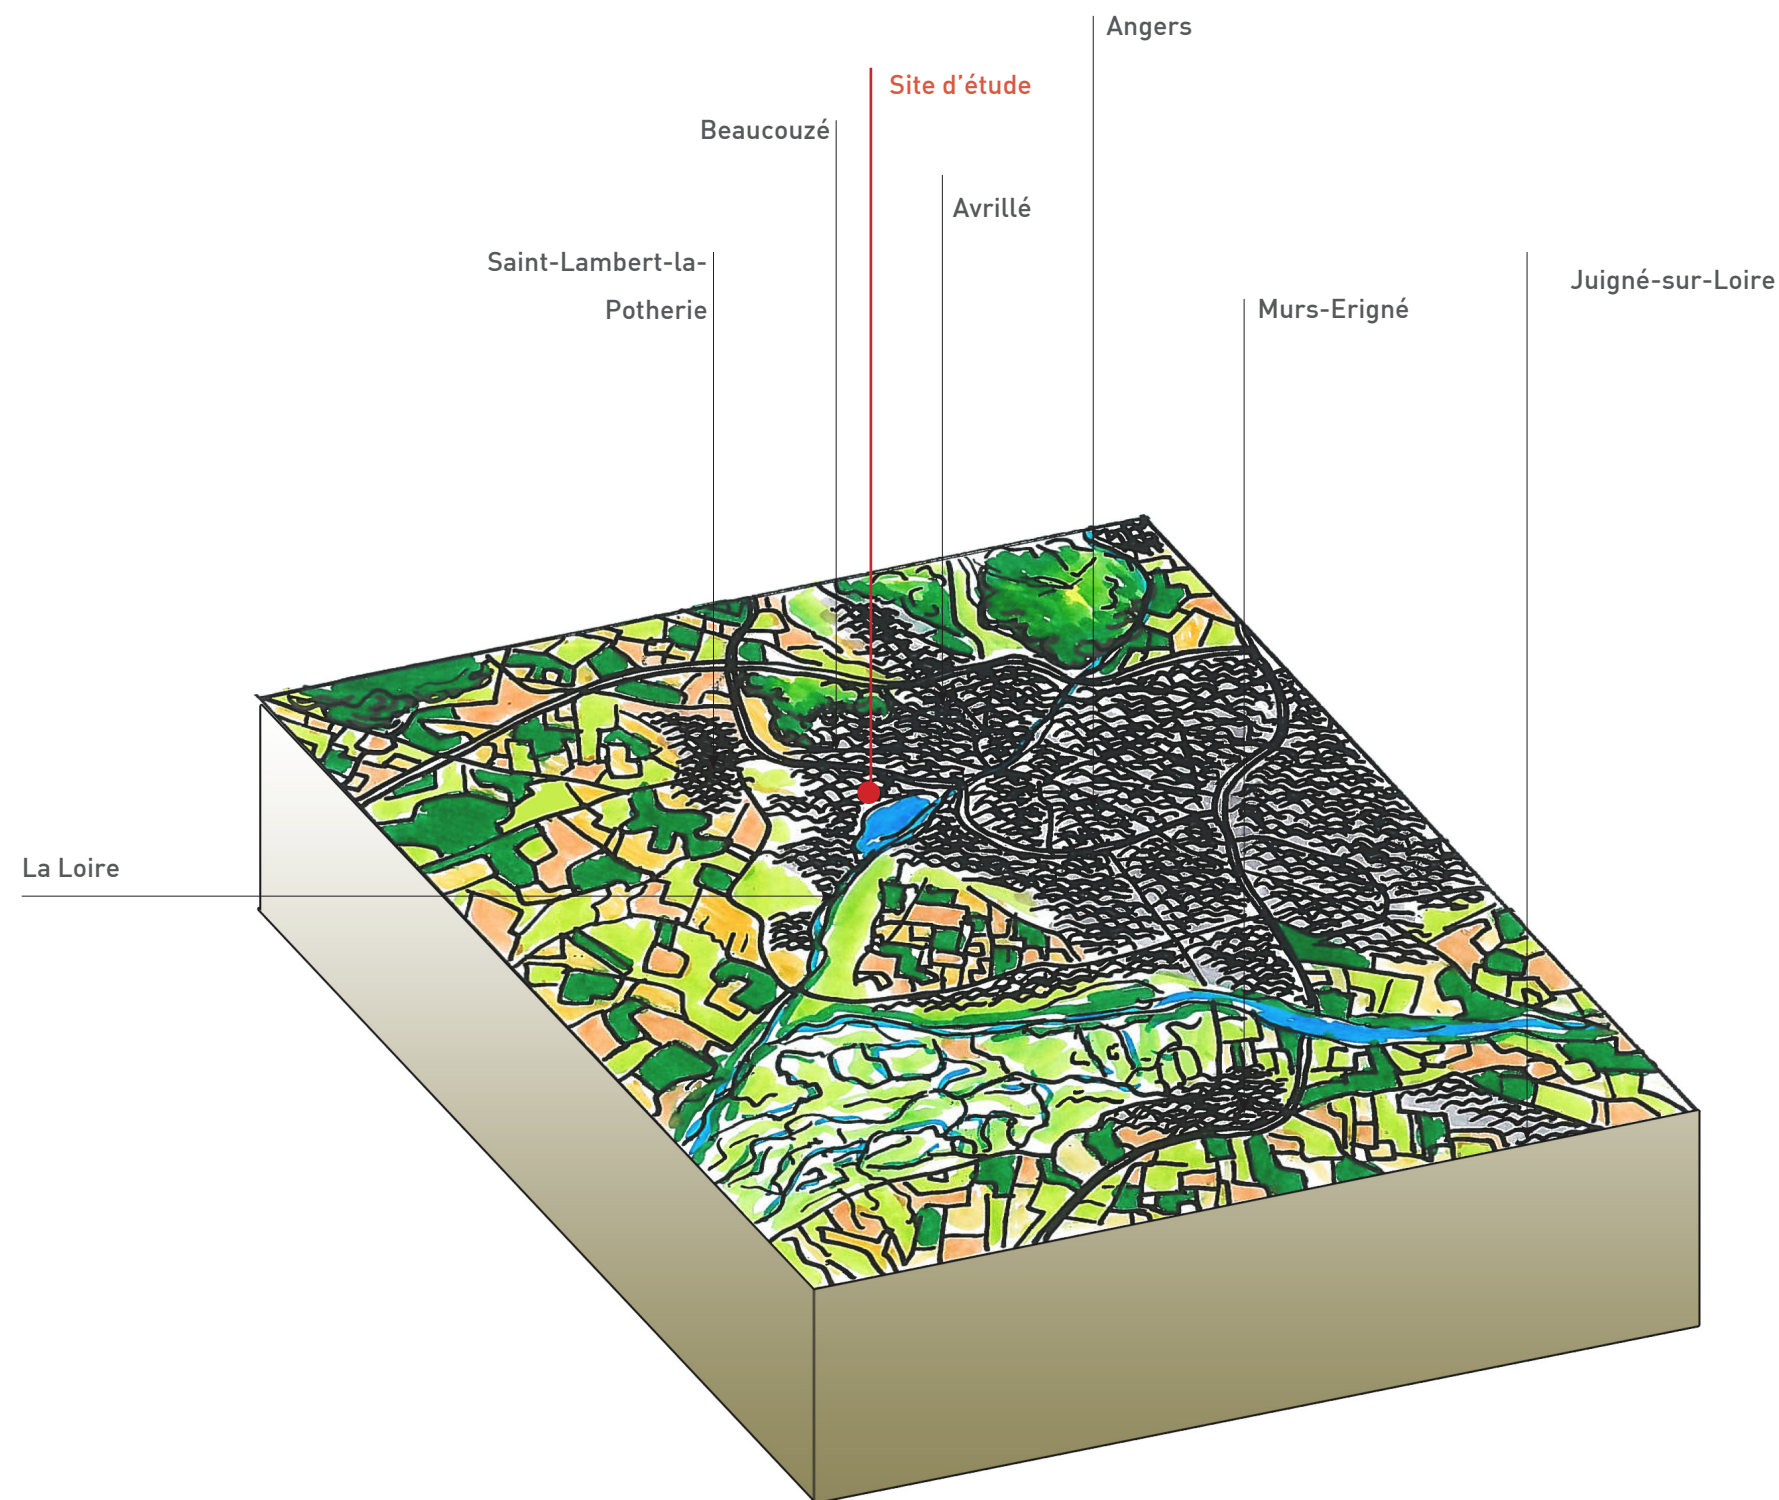 Angers
Site d’étude
Beaucouzé
Avrillé
Saint-Lambert-la-
Potherie
Juigné-sur-Loire
Murs-Erigné
La Loire